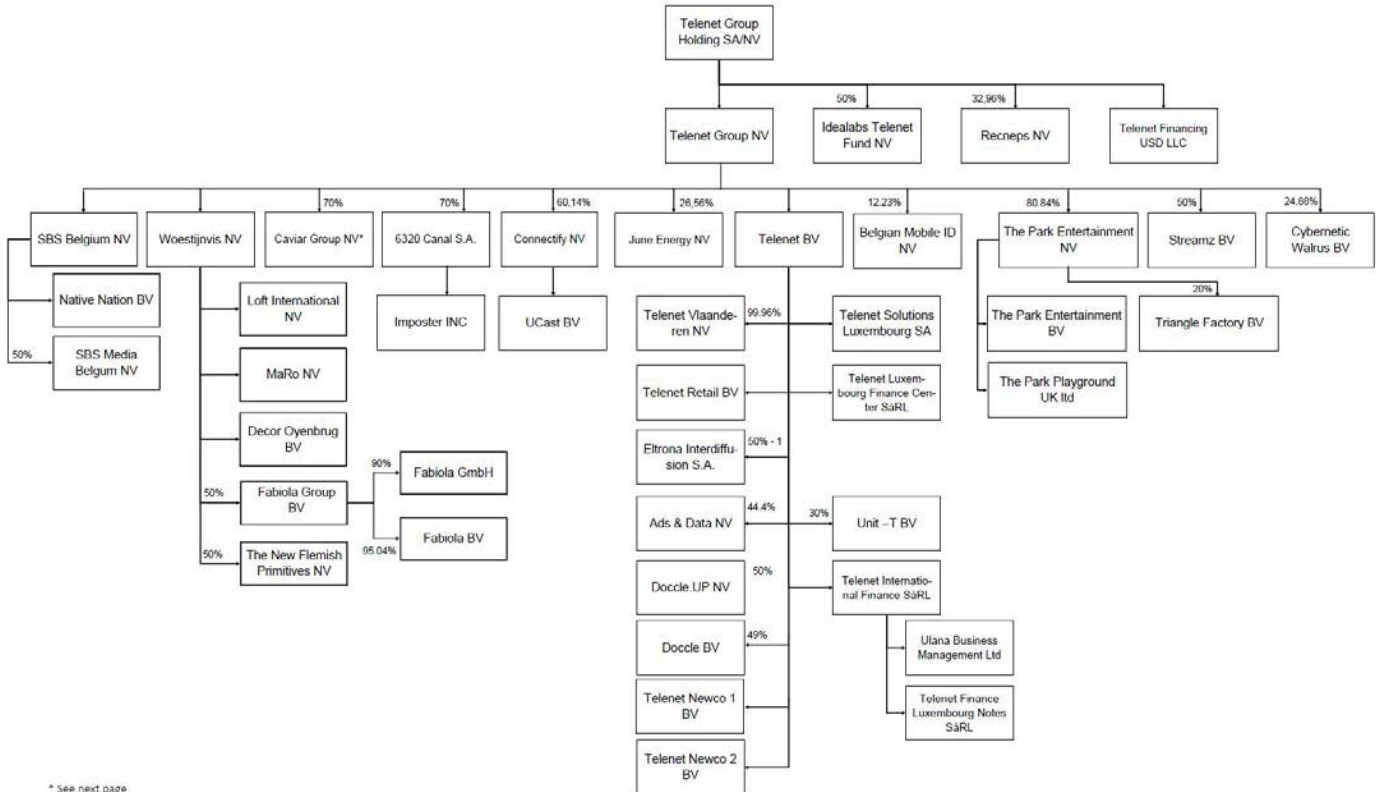 Telenet Group
Holding SA/NV
50%
32,96%
Telenet Group NV
Idealabs Telenet
Fund NV
Recneps NV
Telenet Financing
USD LLC
70%
70%
60,14%
26,56%
12.23%
80.84%
50%
24.88%
SBS Belgium NV
Woestijnvis NV
Caviar Group NV*
6320 Canal S.A.
Connectify NV
June Energy NV
Telenet BV
Belgian Mobile ID
NV
The Park Entertainment
NV
Streamz BV
Cybernetic
Walrus BV
Native Nation BV
50%
SBS Media
Belgum NV
Loft International
NV
MaRo NV
Decor Oyenbrug
BV
50%
Fabiola Group
BV
90%
Fabiola GmbH
95.04%
Fabiola BV
50%
The New Flemish
Primitives NV
Imposter INC
UCast BV
Telenet Vlaande-
ren NV
99.96%
Telenet Solutions
Luxembourg SA
Telenet Retail BV
Telenet Luxem-
bourg Finance Cen-
ter SàRL
Eltrona Interdiffu-
sion S.A.
50% - 1
Ads & Data NV
44.4%
30%
Unit –T BV
Doccle.UP NV
50%
Telenet Internatio-
nal Finance SàRL
Doccle BV
49%
Ulana Business
Management Ltd
Telenet Newco 1
BV
Telenet Finance
Luxembourg Notes
SàRL
Telenet Newco 2
BV
The Park Entertainment
BV
20%
Triangle Factory BV
The Park Playground
UK ltd
* See next page